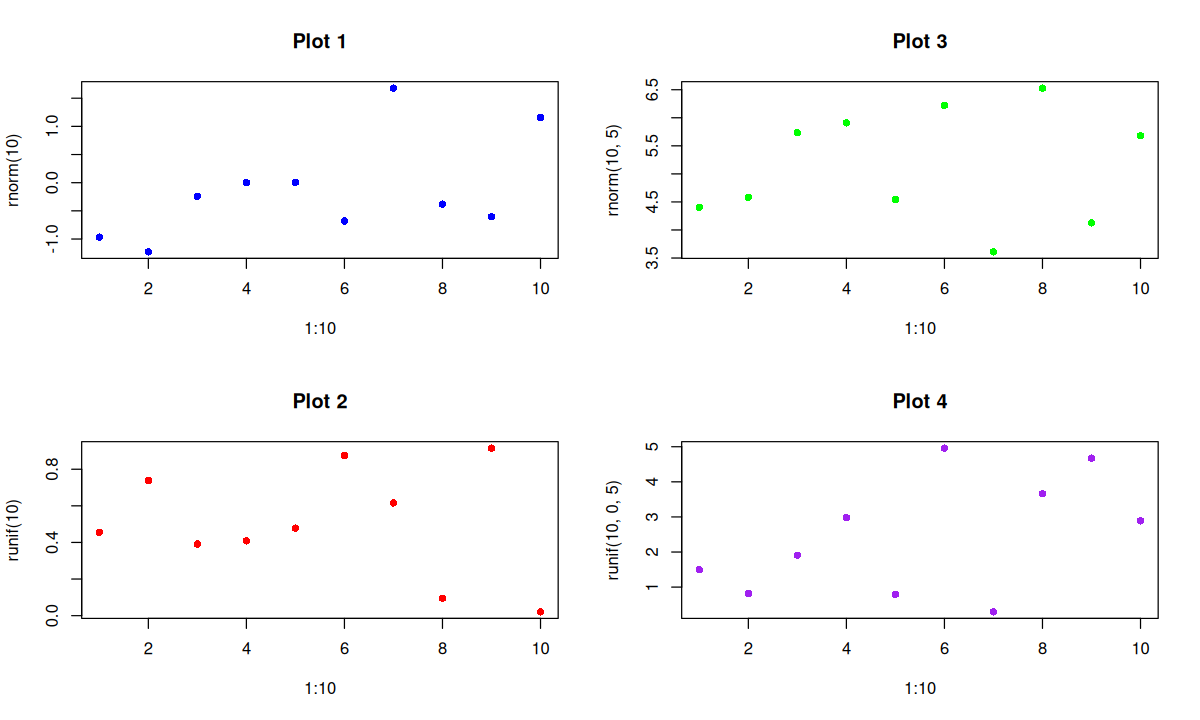 Plot 1
rnorm(10)
1.0
0.0
-1.0
2 4 6 8 10
1:10
Plot 3
rnorm(10, 5)
6.5
5.5
4.5
3.5
2 4 6 8 10
1:10
Plot 2
runif(10)
0.8
0.4
0.0
2 4 6 8 10
1:10
Plot 4
runif(10, 0, 5)
5
4
3
2
1
2 4 6 8 10
1:10